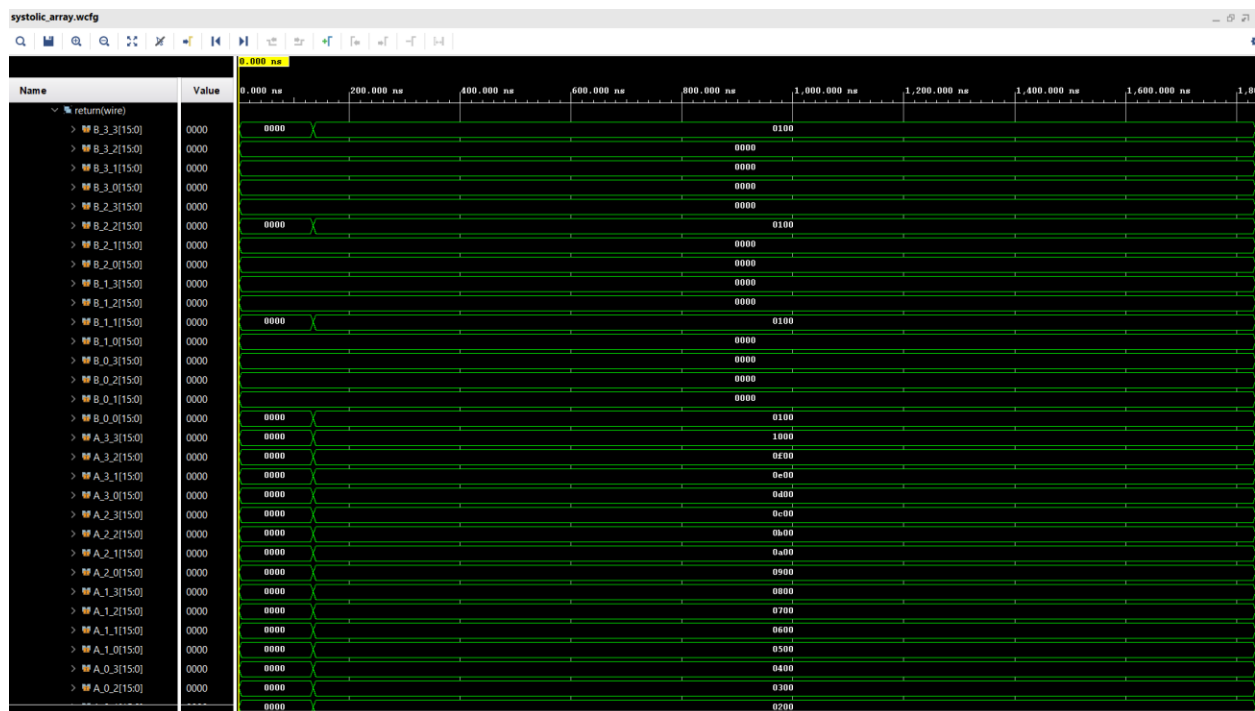 systolic_array.wcfg
0.000 ns
Name Value 0.000 ns 200.000 ns 400.000 ns 600.000 ns 800.000 ns 1,000.000 ns 1,200.000 ns 1,400.000 ns 1,600.000 ns 1,8
return(wire)
B_3_3[15:0] 0000 0000 0100
B_3_2[15:0] 0000 0000
B_3_1[15:0] 0000 0000
B_3_0[15:0] 0000 0000
B_2_3[15:0] 0000 0000
B_2_2[15:0] 0000 0000 0100
B_2_1[15:0] 0000 0000
B_2_0[15:0] 0000 0000
B_1_3[15:0] 0000 0000
B_1_2[15:0] 0000 0000
B_1_1[15:0] 0000 0000 0100
B_1_0[15:0] 0000 0000
B_0_3[15:0] 0000 0000
B_0_2[15:0] 0000 0000
B_0_1[15:0] 0000 0000
B_0_0[15:0] 0000 0000 0100
A_3_3[15:0] 0000 0000 1000
A_3_2[15:0] 0000 0000 0f00
A_3_1[15:0] 0000 0000 0e00
A_3_0[15:0] 0000 0000 0d00
A_2_3[15:0] 0000 0000 0c00
A_2_2[15:0] 0000 0000 0b00
A_2_1[15:0] 0000 0000 0a00
A_2_0[15:0] 0000 0000 0900
A_1_3[15:0] 0000 0000 0800
A_1_2[15:0] 0000 0000 0700
A_1_1[15:0] 0000 0000 0600
A_1_0[15:0] 0000 0000 0500
A_0_3[15:0] 0000 0000 0400
A_0_2[15:0] 0000 0000 0300
0000 0200